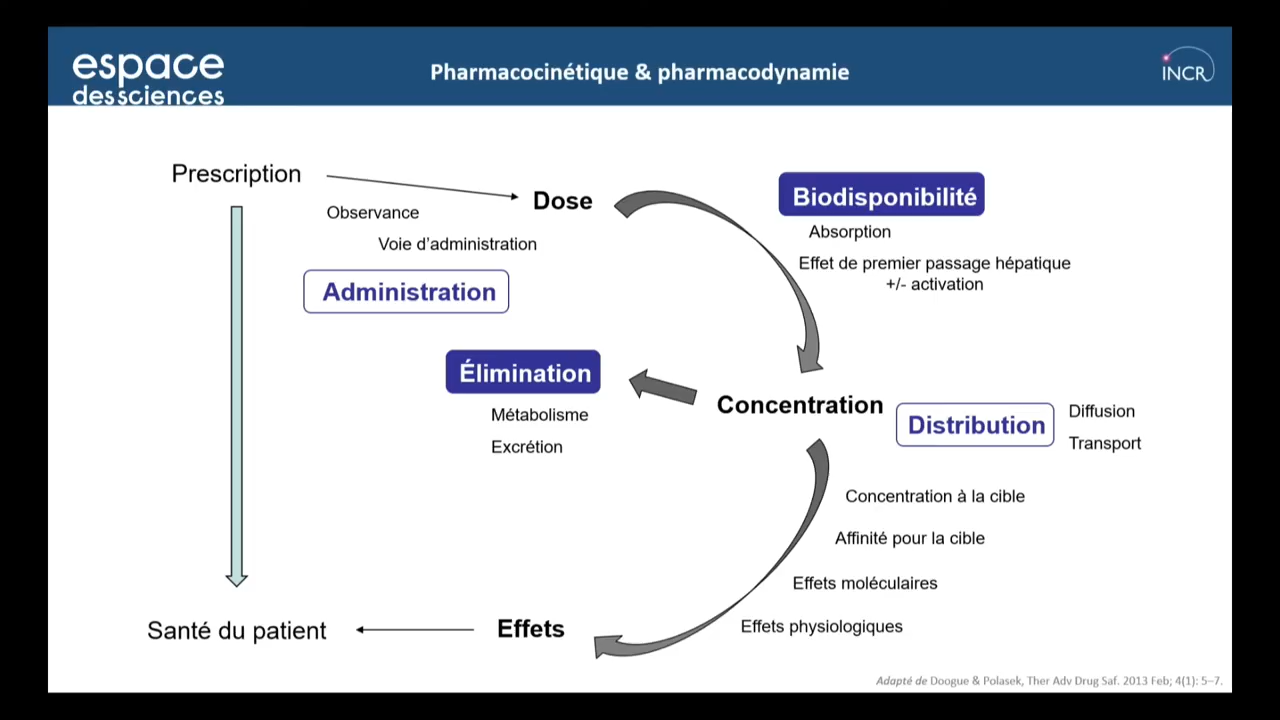 espace
des sciences
Pharmacocinétique & pharmacodynamie
INCR
Prescription
Dose
Observance
Voie d'administration
Administration
Biodisponibilité
Absorption
Effet de premier passage hépatique
+/- activation
Élimination
Métabolisme
Excrétion
Concentration
Distribution
Diffusion
Transport
Concentration à la cible
Affinité pour la cible
Effets moléculaires
Effets physiologiques
Effets
Santé du patient
Adapté de Doogue & Polasek, Ther Adv Drug Saf. 2013 Feb; 4(1): 5–7.